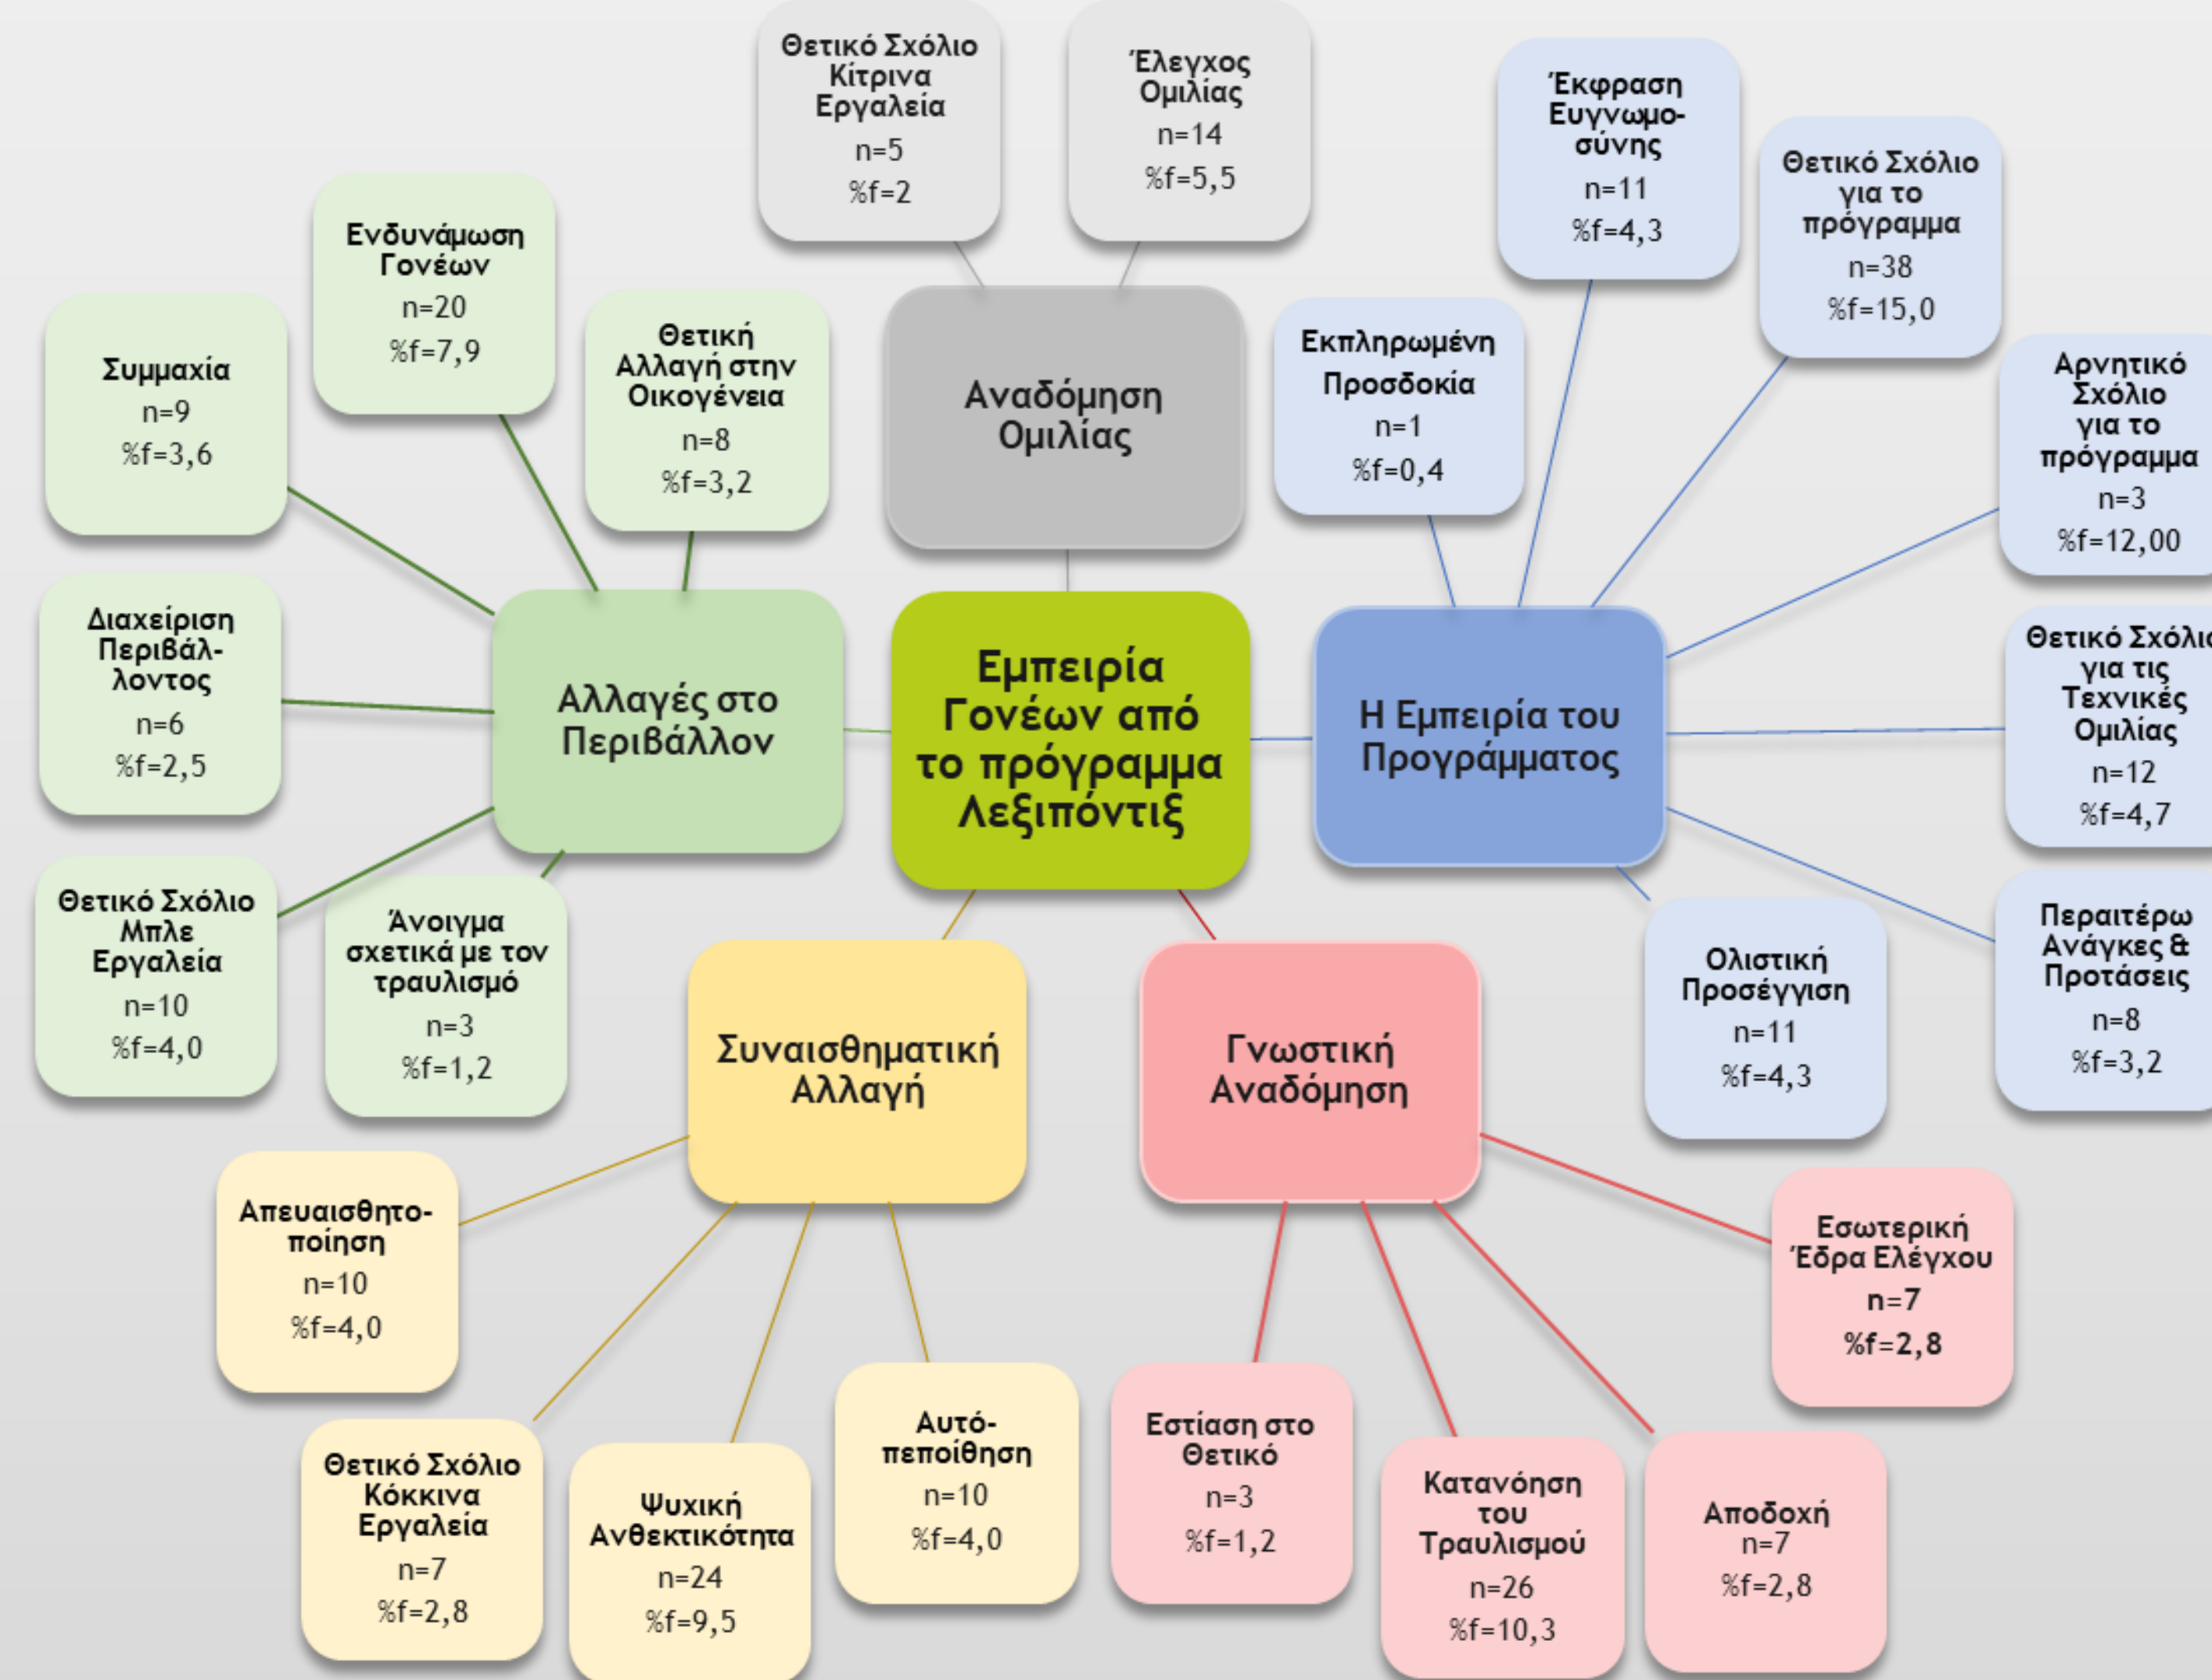 Θετικό Σχόλιο
Κίτρινα
Εργαλεία
n=5
%f=2
Έλεγχος
Ομιλίας
n=14
%f=5,5
Έκφραση
Ευγνωμο-
σύνης
n=11
%f=4,3
Θετικό Σχόλιο
για το
πρόγραμμα
n=38
%f=15,0
Ενδυνάμωση
Γονέων
n=20
%f=7,9
Συμμαχία
n=9
%f=3,6
Θετική
Αλλαγή στην
Οικογένεια
n=8
%f=3,2
Αναδόμηση
Ομιλίας
Εκπληρωμένη
Προσδοκία
n=1
%f=0,4
Αρνητικό
Σχόλιο
για το
πρόγραμμα
n=3
%f=12,00
Διαχείριση
Περιβάλ-
λοντος
n=6
%f=2,5
Αλλαγές στο
Περιβάλλον
Εμπειρία
Γονέων από
το πρόγραμμα
Λεξιπόντιξ
Η Εμπειρία του
Προγράμματος
Θετικό Σχόλιο
για τις
Τεχνικές
Ομιλίας
n=12
%f=4,7
Θετικό Σχόλιο
Μπλε
Εργαλεία
n=10
%f=4,0
Άνοιγμα
σχετικά με τον
τραυλισμό
n=3
%f=1,2
Συναισθηματική
Αλλαγή
Γνωστική
Αναδόμηση
Ολιστική
Προσέγγιση
n=11
%f=4,3
Περαιτέρω
Ανάγκες &
Προτάσεις
n=8
%f=3,2
Απευαισθητο-
ποίηση
n=10
%f=4,0
Θετικό Σχόλιο
Κόκκινα
Εργαλεία
n=7
%f=2,8
Ψυχική
Ανθεκτικότητα
n=24
%f=9,5
Αυτό-
πεποίθηση
n=10
%f=4,0
Εστίαση στο
Θετικό
n=3
%f=1,2
Κατανόηση
του
Τραυλισμού
n=26
%f=10,3
Αποδοχή
n=7
%f=2,8
Εσωτερική
Έδρα Ελέγχου
n=7
%f=2,8